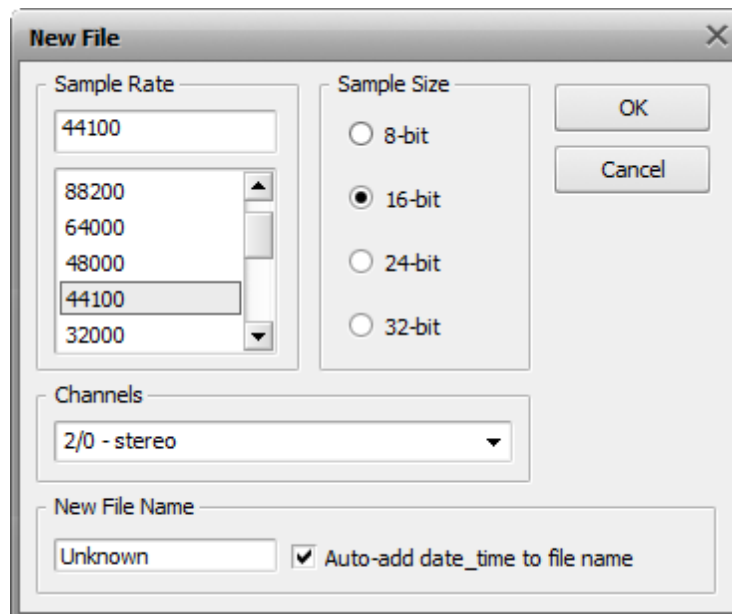 New File
Sample Rate
44100
88200
64000
48000
44100
32000
Sample Size
8-bit
16-bit
24-bit
32-bit
OK
Cancel
Channels
2/0 - stereo
New File Name
Unknown
Auto-add date_time to file name